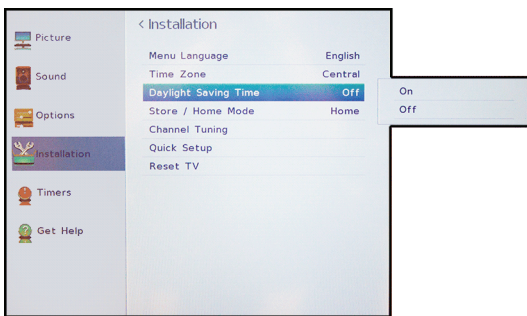 < Installation
Picture
Sound
Options
Installation
Timers
Get Help
Menu Language English
Time Zone Central
Daylight Saving Time Off
Store / Home Mode Home
Channel Tuning
Quick Setup
Reset TV
On
Off